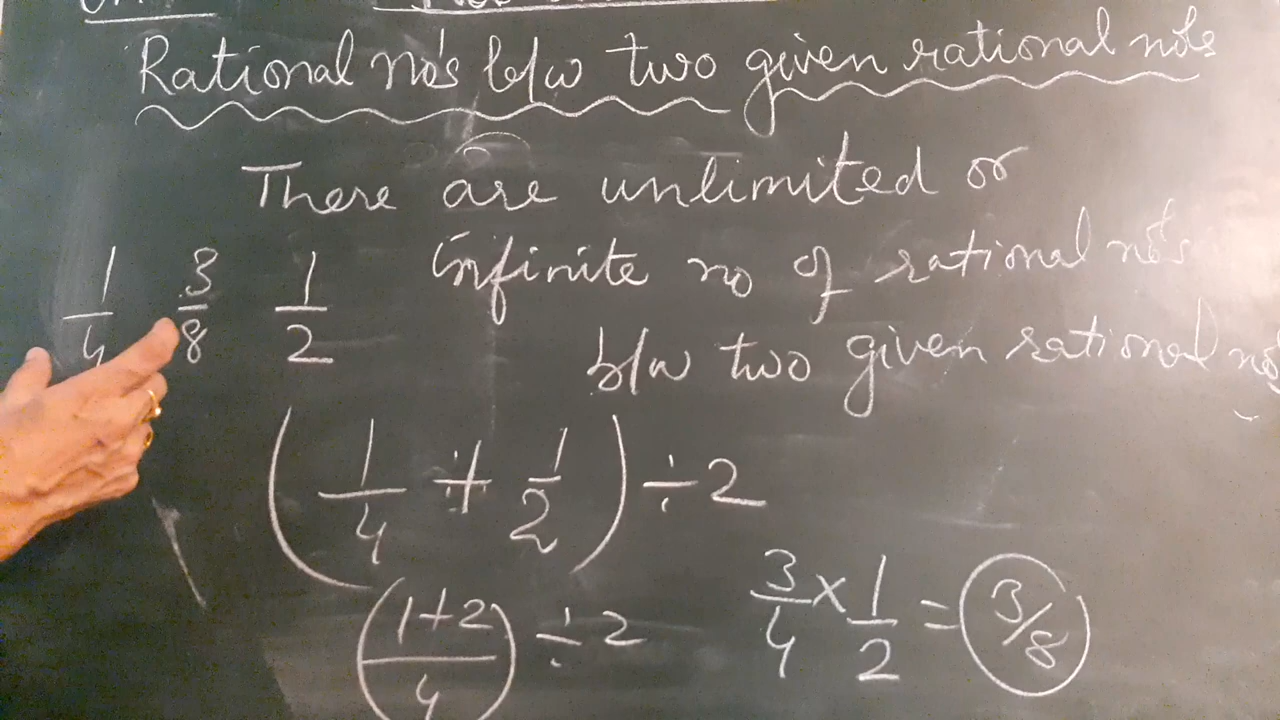 Rational no's b/w two given rational no's
There are unlimited or
infinite no of rational no's
b/w two given rational no
1/4 3/8 1/2
(1/4 + 1/2) ÷ 2
((1+2)/4) ÷ 2
3/4 × 1/2 = 3/8